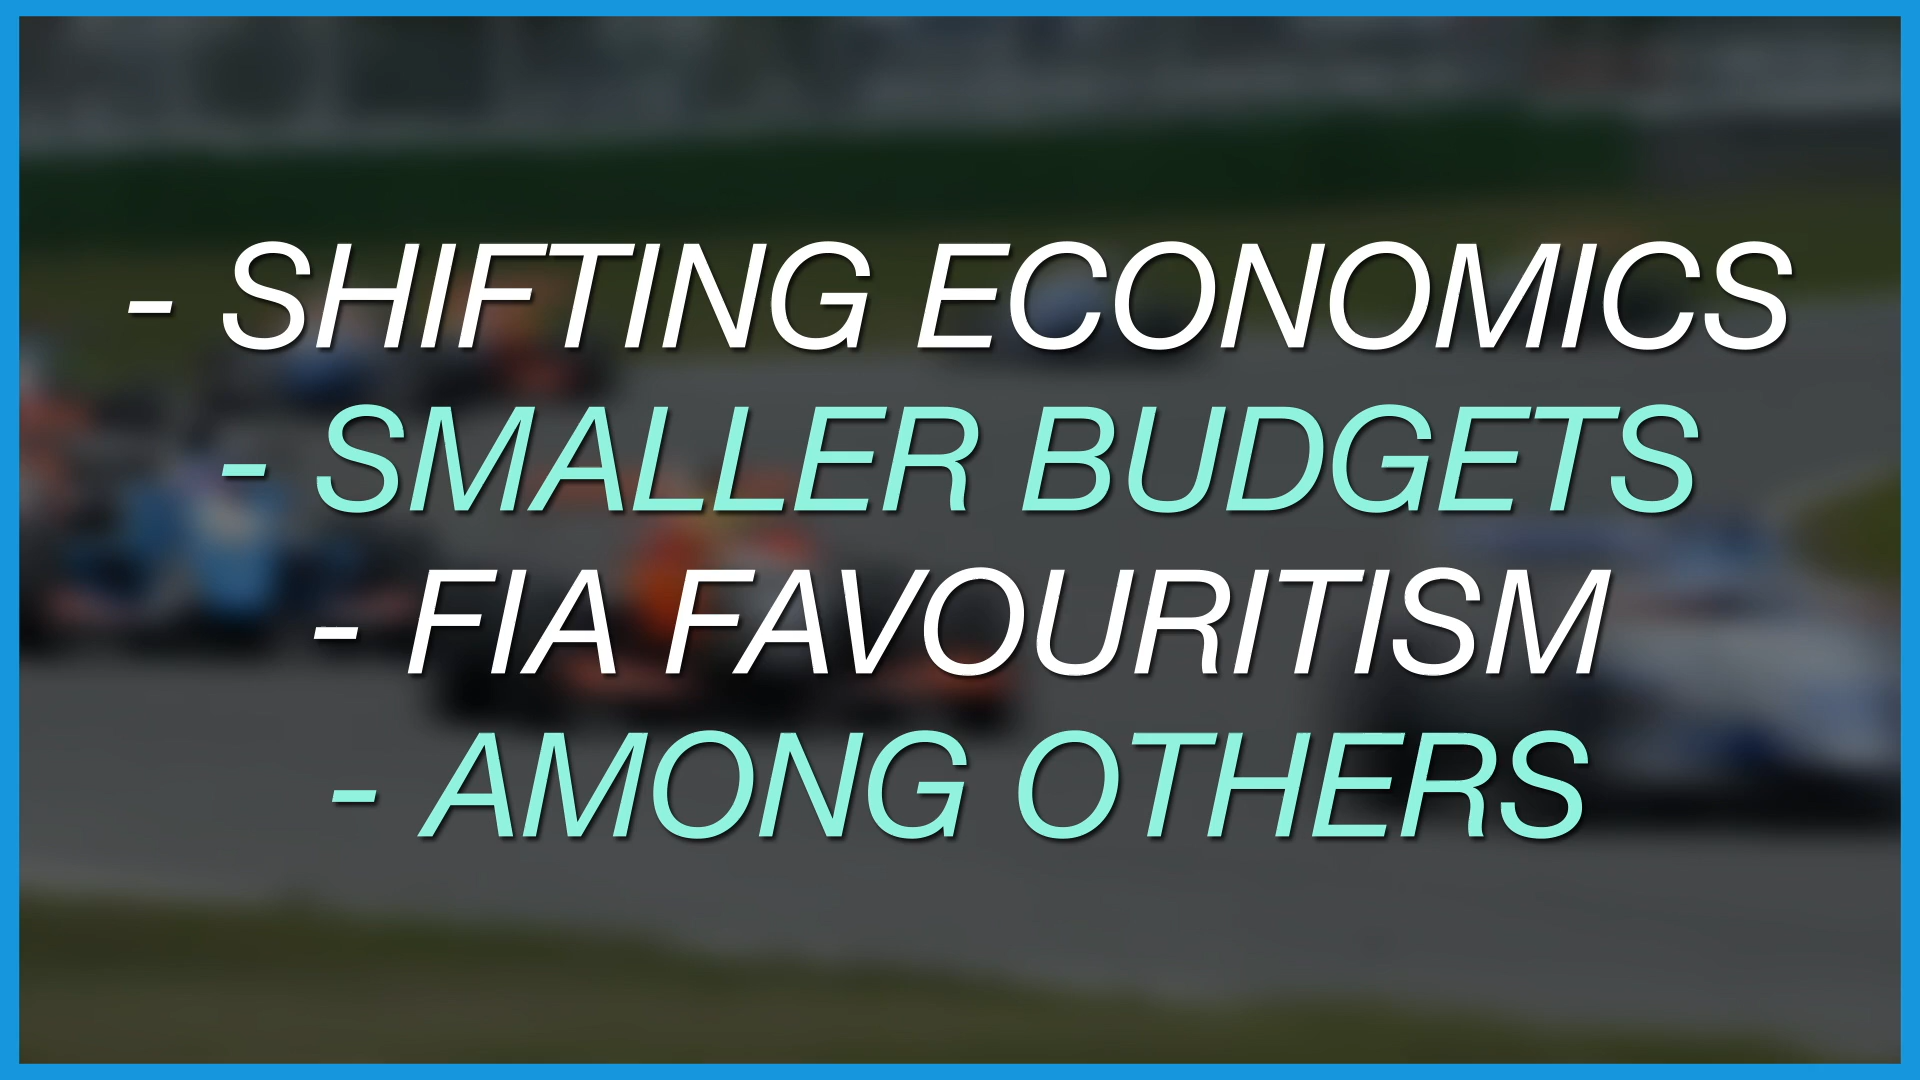 - SHIFTING ECONOMICS
- SMALLER BUDGETS
- FIA FAVOURITISM
- AMONG OTHERS